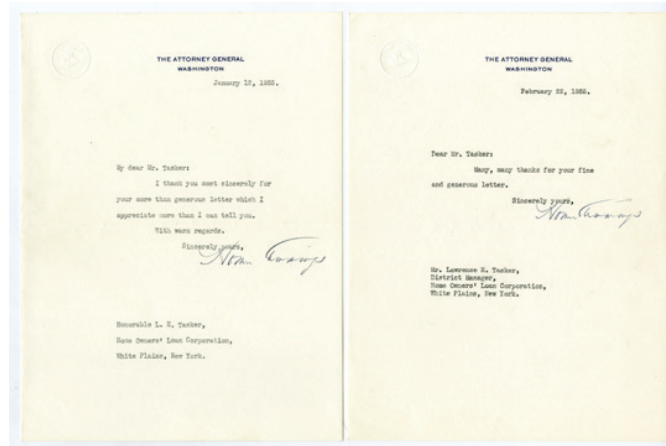 THE ATTORNEY GENERAL
WASHINGTON
January 12, 1935.
My dear Mr. Tasker:
I thank you most sincerely for
your more than generous letter which I
appreciate more than I can tell you.
With warm regards.
Sincerely yours,
Honorable L. E. Tasker,
Home Owners' Loan Corporation,
White Plains, New York.
THE ATTORNEY GENERAL
WASHINGTON
February 22, 1935.
Dear Mr. Tasker:
Many, many thanks for your fine
and generous letter.
Sincerely yours,
Mr. Lawrence E. Tasker,
District Manager,
Home Owners' Loan Corporation,
White Plains, New York.